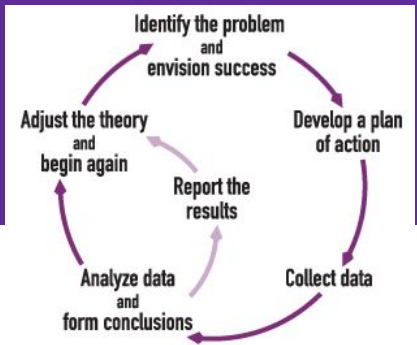 Identify the problem
and
envision success
Develop a plan
of action
Collect data
Analyze data
and
form conclusions
Report the
results
Adjust the theory
and
begin again